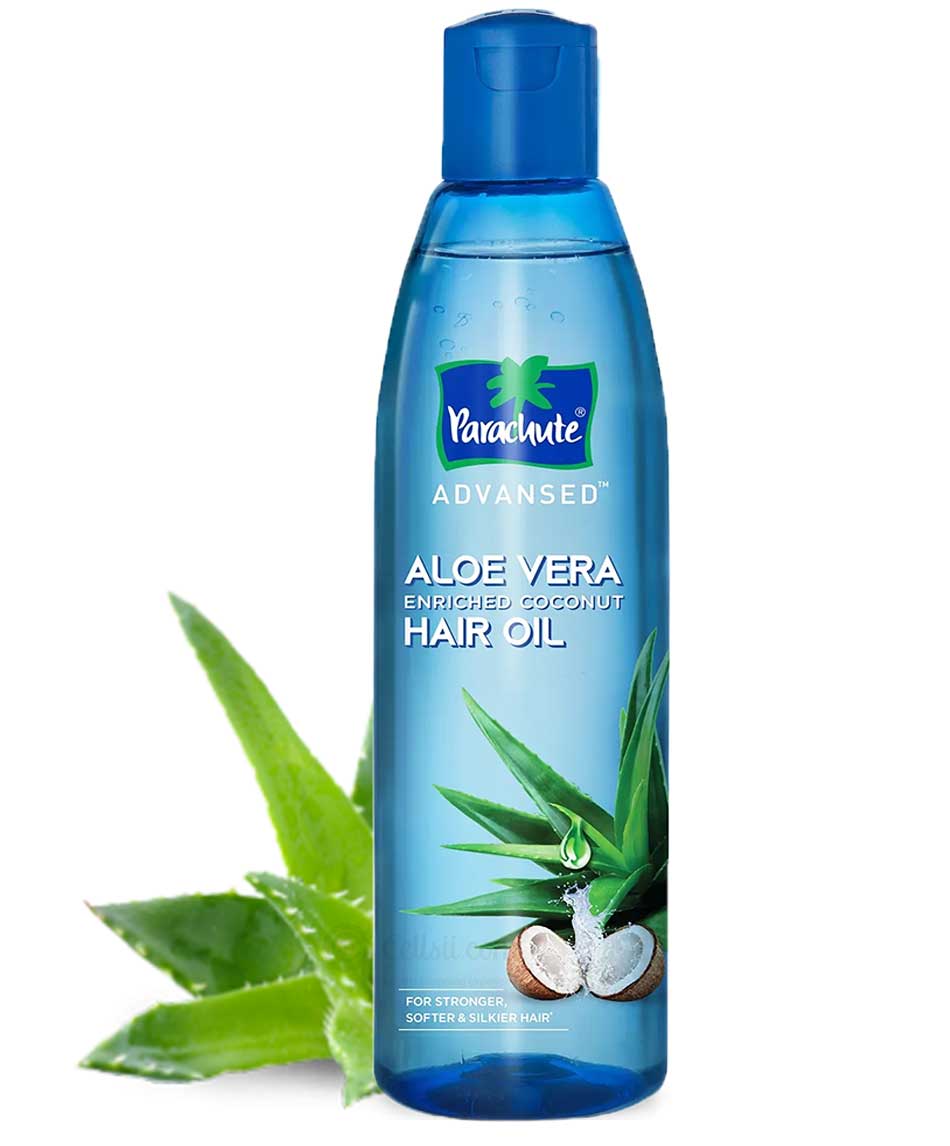 Parachute®
ADVANSED™
ALOE VERA
ENRICHED COCONUT
HAIR OIL
FOR STRONGER,
SOFTER & SILKIER HAIR*